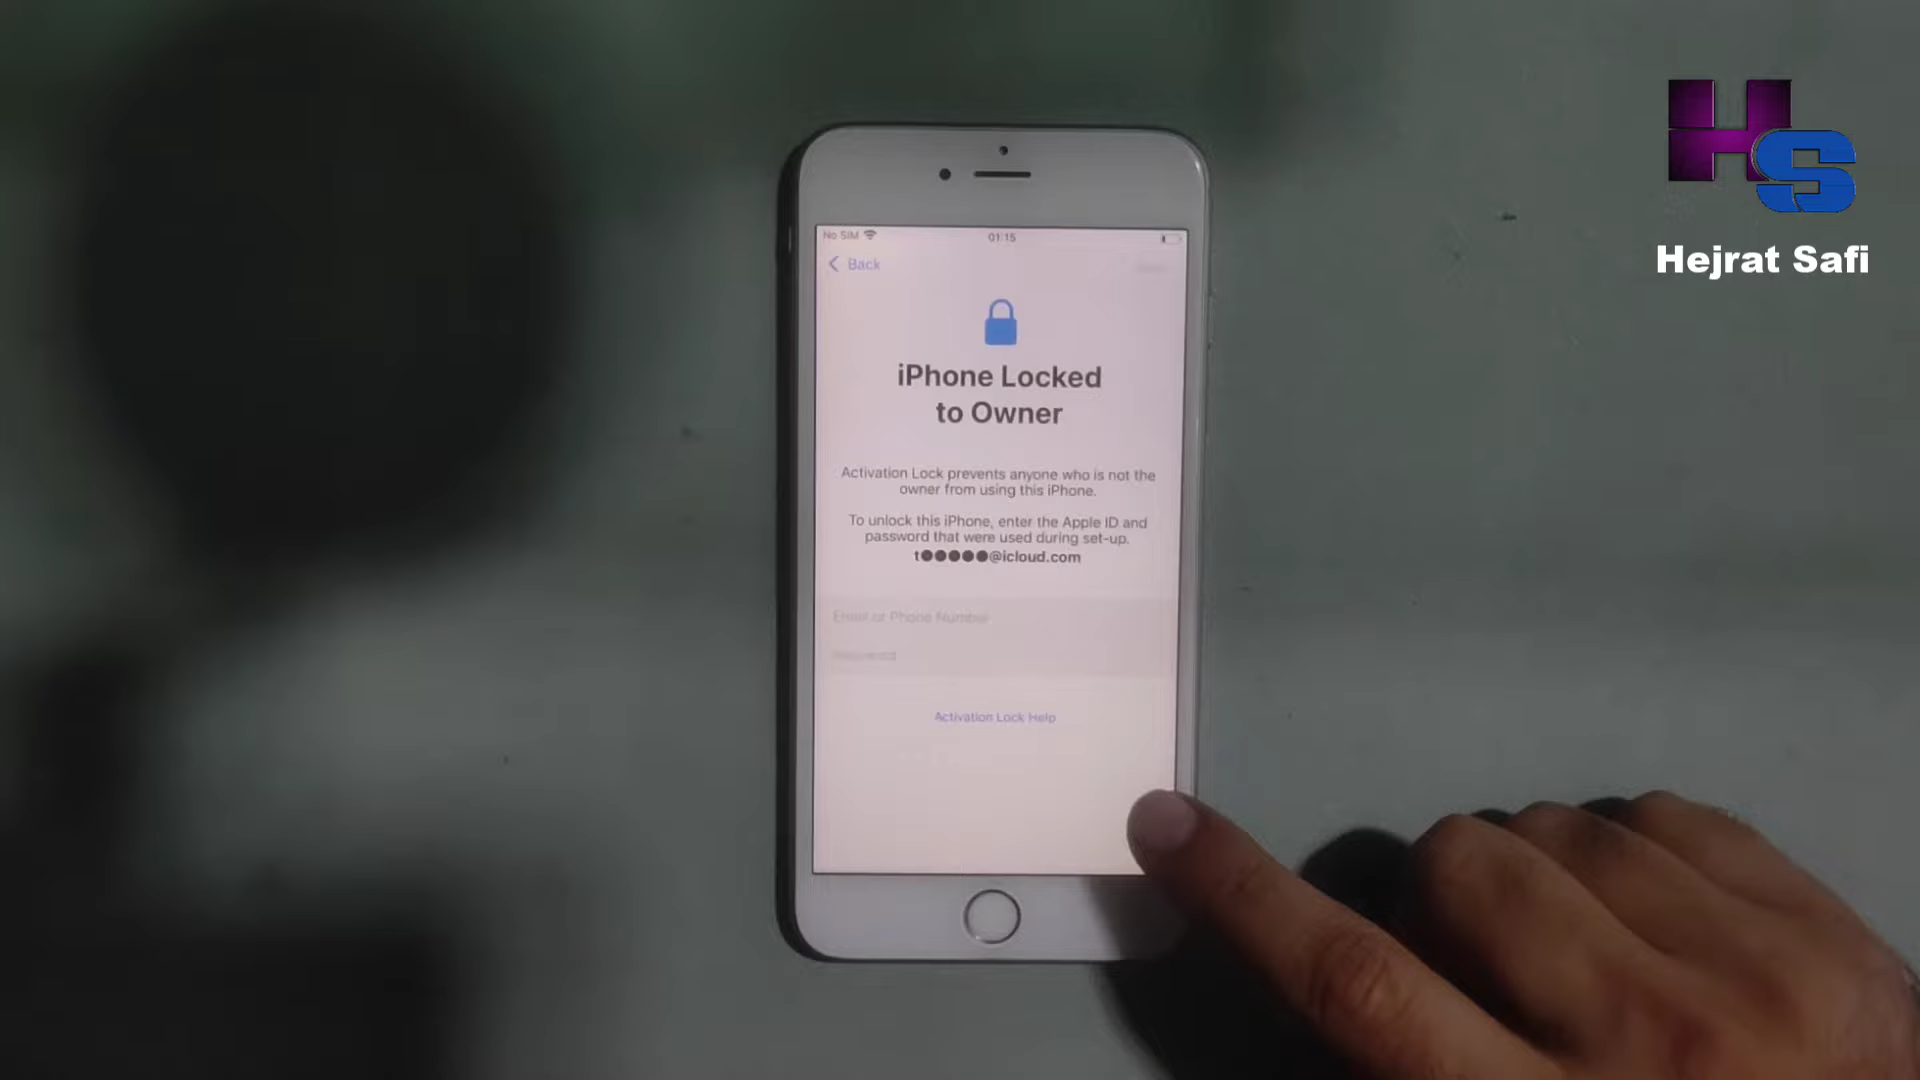 HS
Hejrat Safi
No SIM
01:15
Back
iPhone Locked
to Owner
Activation Lock prevents anyone who is not the
owner from using this iPhone.
To unlock this iPhone, enter the Apple ID and
password that were used during set-up.
t●●●●●@icloud.com
Email or Phone Number
Password
Activation Lock Help